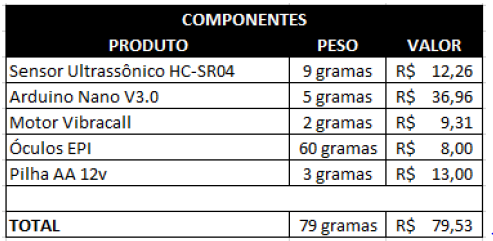 COMPONENTES
PRODUTO PESO VALOR
Sensor Ultrassônico HC-SR04 9 gramas R$ 12,26
Arduino Nano V3.0 5 gramas R$ 36,96
Motor Vibracall 2 gramas R$ 9,31
Óculos EPI 60 gramas R$ 8,00
Pilha AA 12v 3 gramas R$ 13,00
TOTAL 79 gramas R$ 79,53